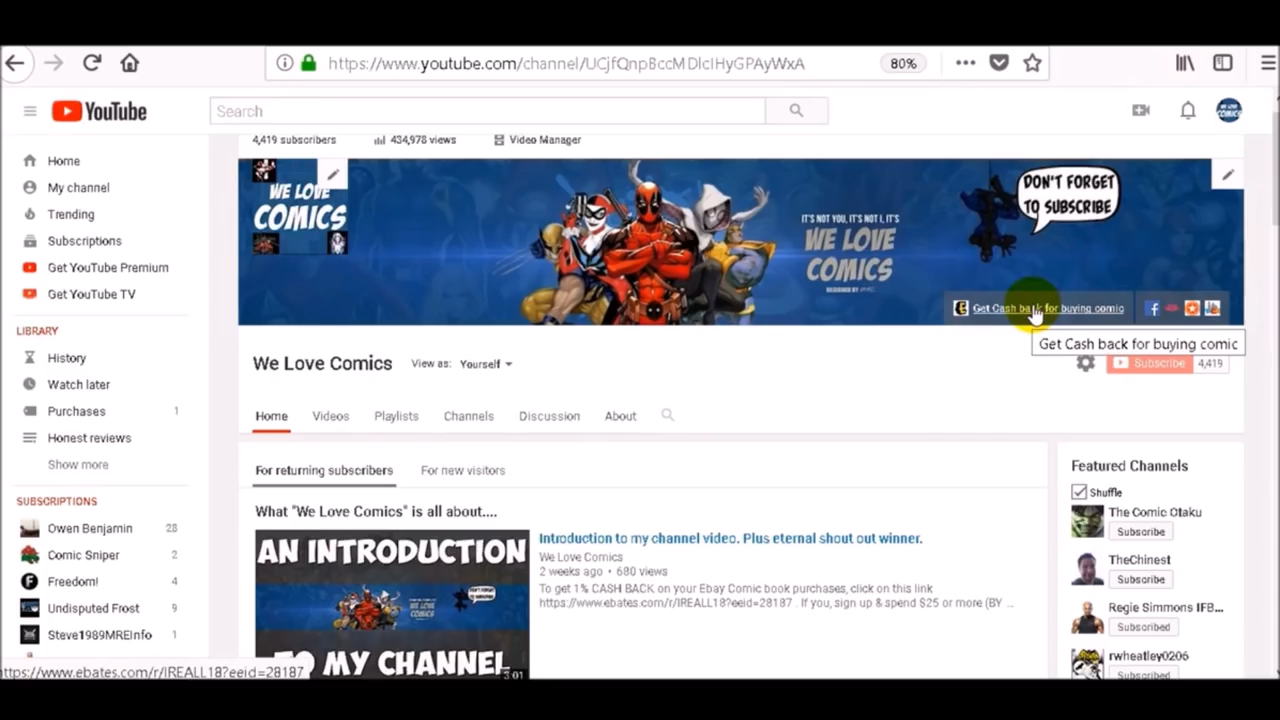 https://www.youtube.com/channel/UCjfQnpBccMDIcIHyGPAyWxA
80%
YouTube
Search
WE LOVE COMICS
4,419 subscribers
434,978 views
Video Manager
Home
My channel
Trending
Subscriptions
Get YouTube Premium
Get YouTube TV
LIBRARY
History
Watch later
Purchases 1
Honest reviews
Show more
SUBSCRIPTIONS
Owen Benjamin 28
Comic Sniper 2
Freedom! 4
Undisputed Frost 9
Steve1989MREInfo 1
WE LOVE
COMICS
IT'S NOT YOU, IT'S NOT I, IT'S
WE LOVE
COMICS
DON'T FORGET
TO SUBSCRIBE
Get Cash back for buying comic
Get Cash back for buying comic
We Love Comics
View as: Yourself
Subscribe 4,419
Home Videos Playlists Channels Discussion About
For returning subscribers
For new visitors
What "We Love Comics" is all about....
AN INTRODUCTION
TO MY CHANNEL
3:01
Introduction to my channel video. Plus eternal shout out winner.
We Love Comics
2 weeks ago • 680 views
To get 1% CASH BACK on your Ebay Comic book purchases, click on this link
https://www.ebates.com/r/IREALL18?eeid=28187 . If you, sign up & spend $25 or more (BY ...
Featured Channels
Shuffle
The Comic Otaku
Subscribe
TheChinest
Subscribe
Regie Simmons IFB...
Subscribed
rwheatley0206
Subscribed
https://www.ebates.com/r/IREALL18?eeid=28187